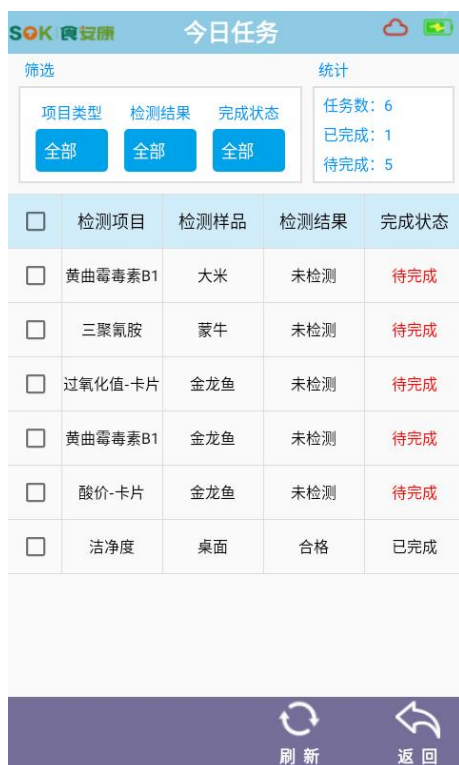 SOK 食安康 今日任务
筛选 统计
项目类型 检测结果 完成状态
全部 全部 全部
任务数：6
已完成：1
待完成：5
检测项目 检测样品 检测结果 完成状态
黄曲霉毒素B1 大米 未检测 待完成
三聚氰胺 蒙牛 未检测 待完成
过氧化值-卡片 金龙鱼 未检测 待完成
黄曲霉毒素B1 金龙鱼 未检测 待完成
酸价-卡片 金龙鱼 未检测 待完成
洁净度 桌面 合格 已完成
刷新 返回